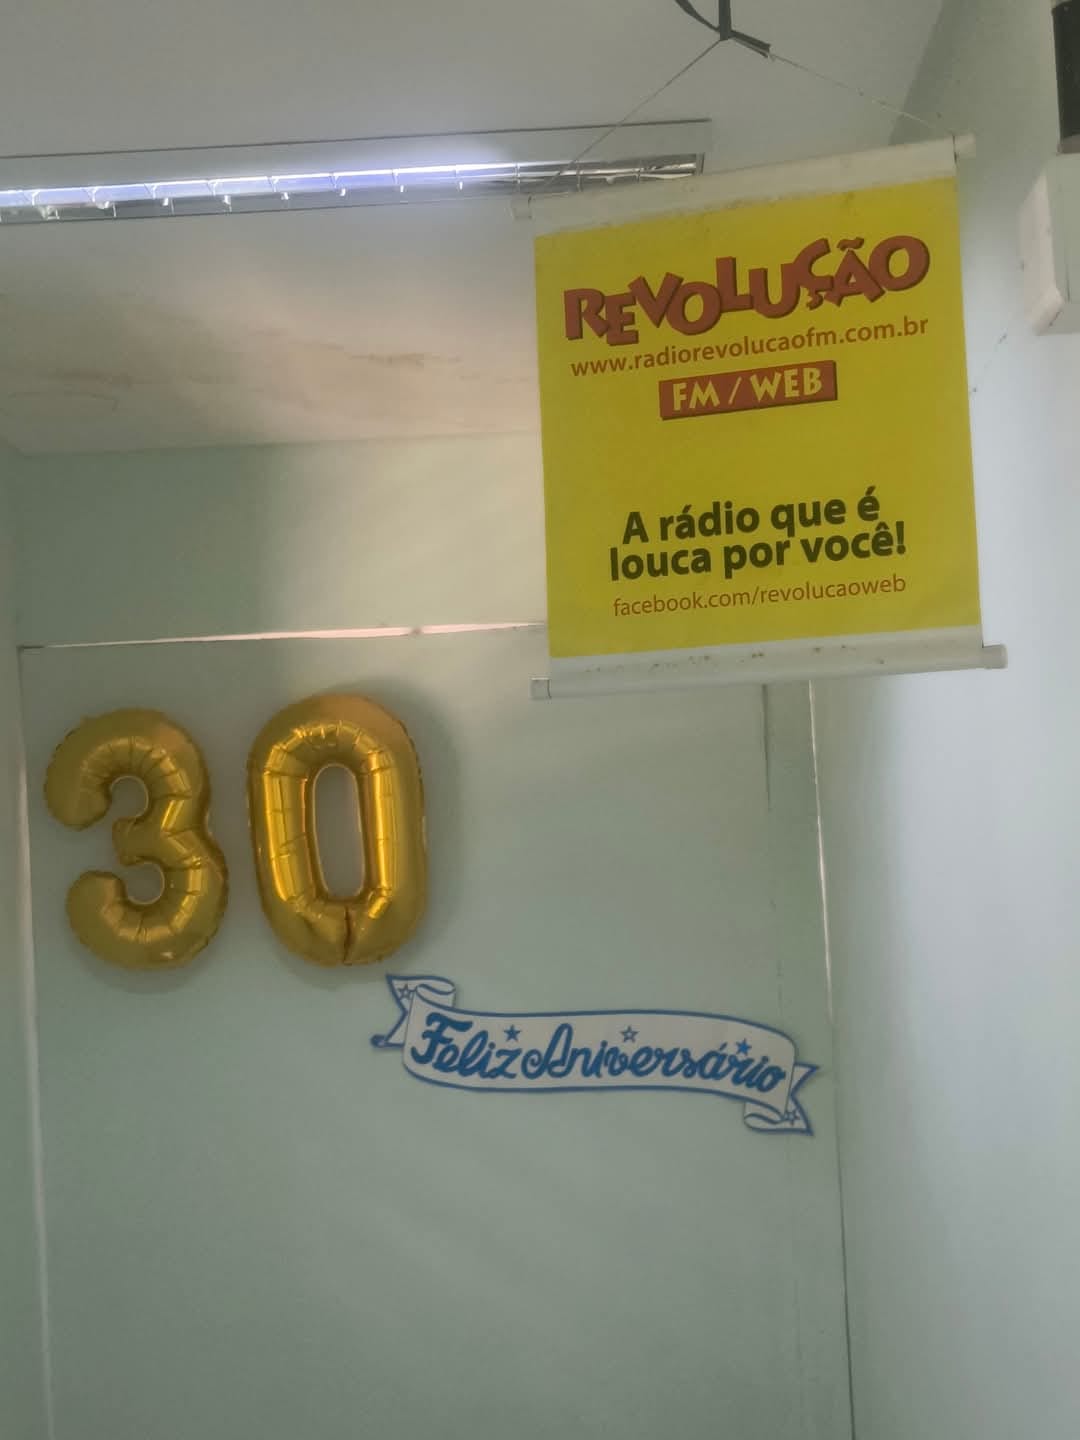 REVOLUÇÃO
www.radiorevolucaofm.com.br
FM / WEB
A rádio que é
louca por você!
facebook.com/revolucaoweb
30
Feliz Aniversário